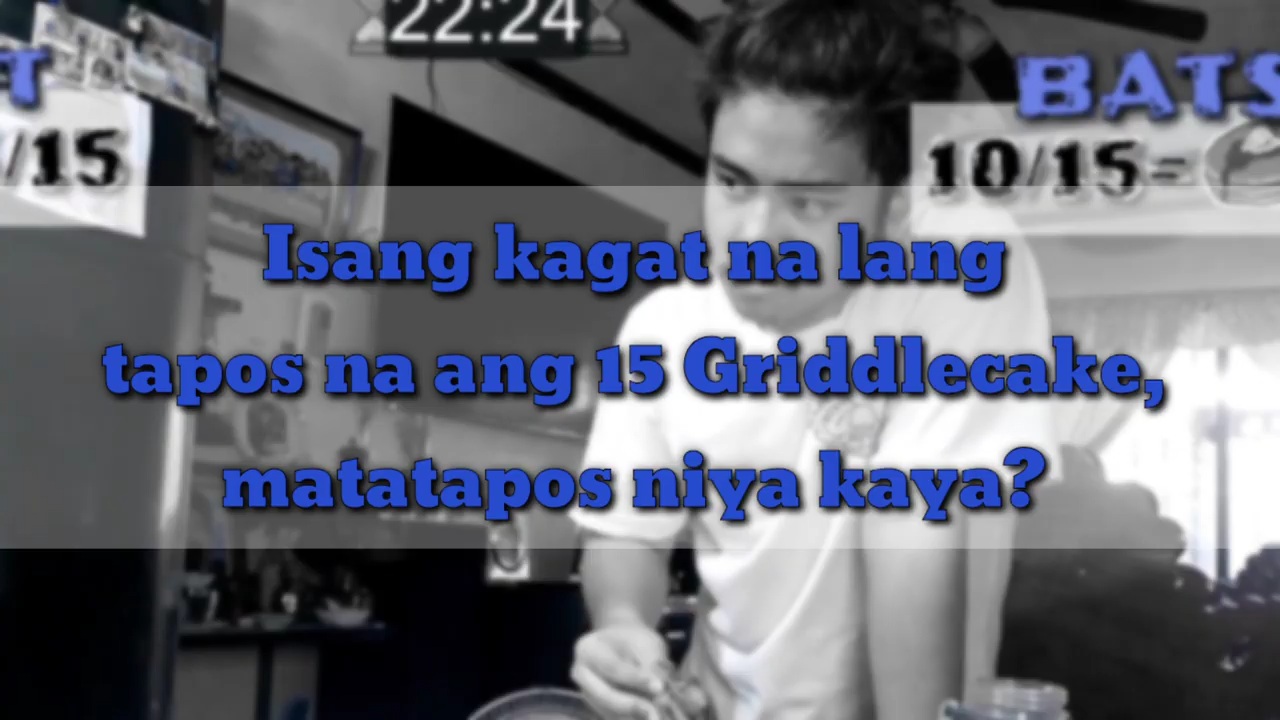 22:24
BATS
/15
10/15=
Isang kagat na lang
tapos na ang 15 Griddlecake,
matatapos niya kaya?